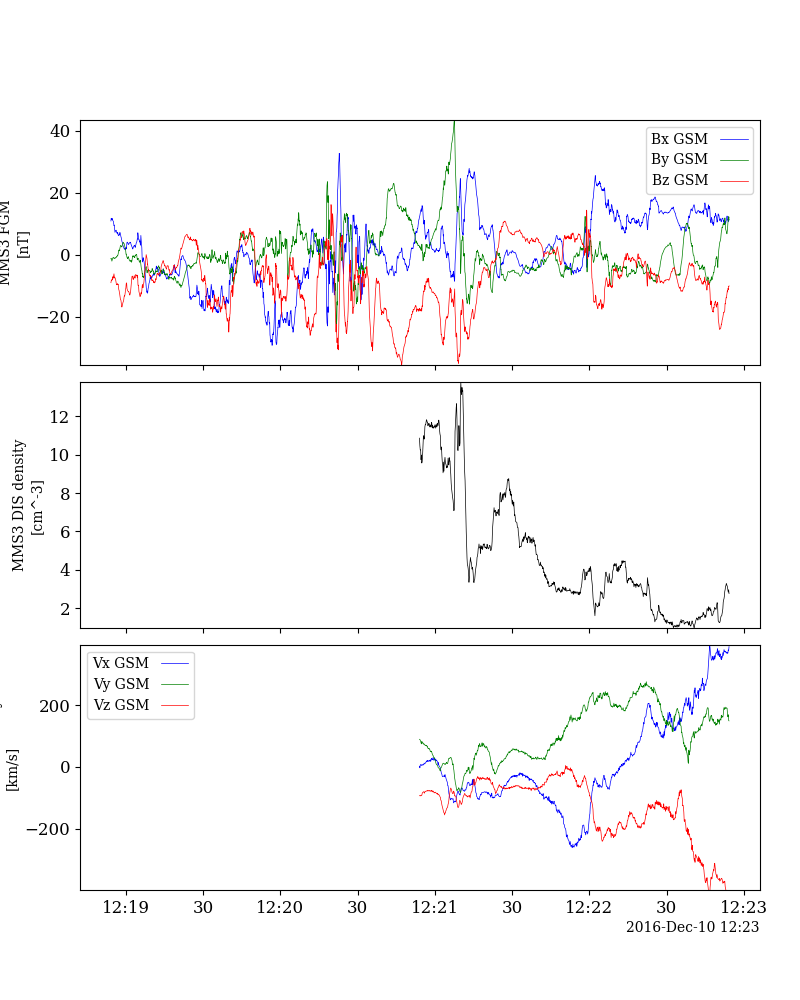 40
20
0
−20
MMS3 FGM
[nT]
Bx GSM
By GSM
Bz GSM
12
10
8
6
4
2
MMS3 DIS density
[cm^-3]
Vx GSM
Vy GSM
Vz GSM
200
0
−200
[km/s]
12:19
30
12:20
30
12:21
30
12:22
30
12:23
2016-Dec-10 12:23